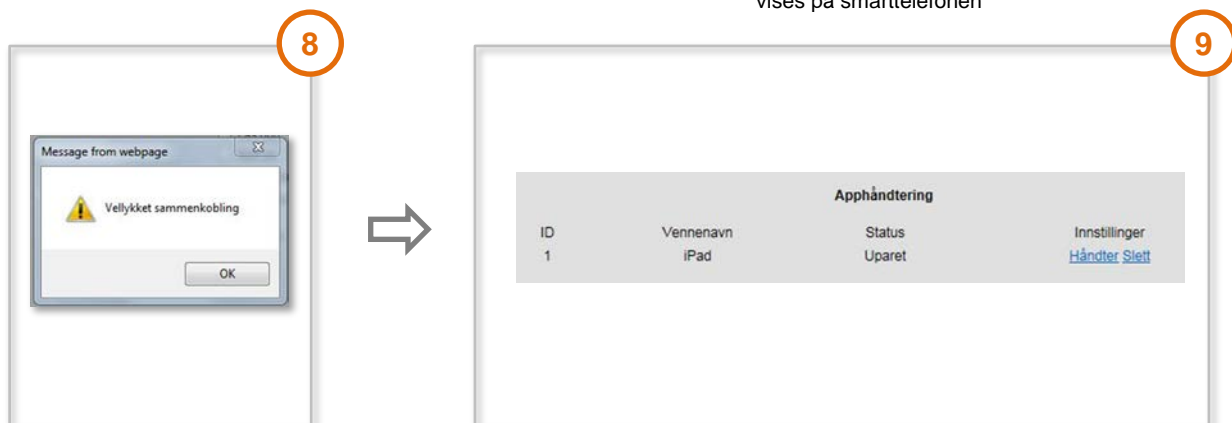 vises på smarttelefonen
8
9
Message from webpage
Vellykket sammenkobling
OK
Apphåndtering
ID Vennenavn Status Innstillinger
1 iPad Uparet Håndter Slett